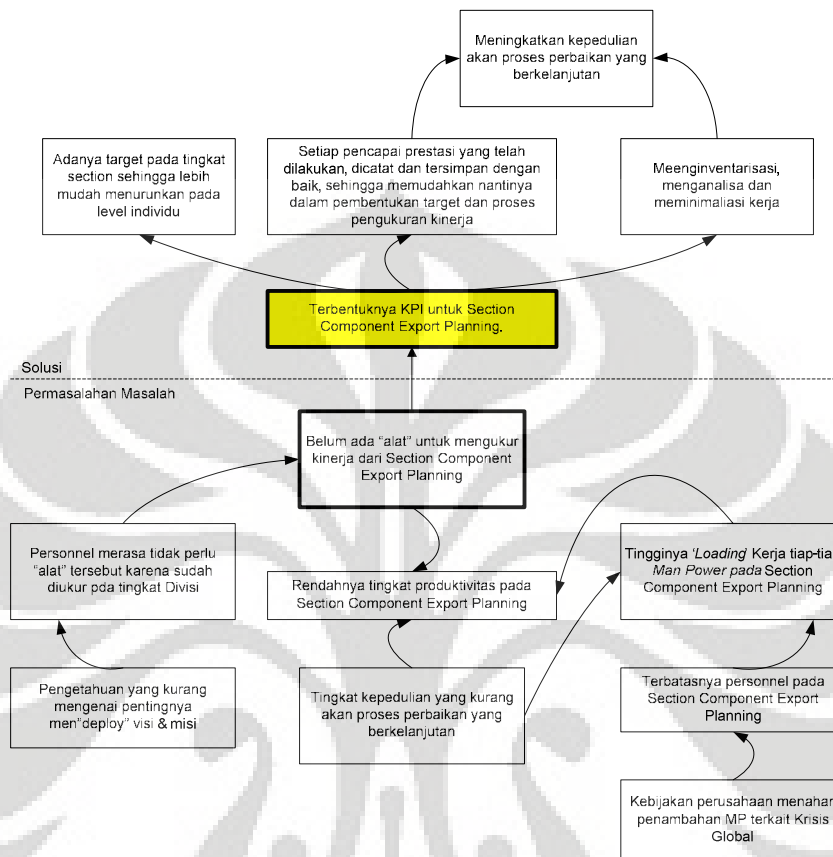 Meningkatkan kepedulian
akan proses perbaikan yang
berkelanjutan
Adanya target pada tingkat
section sehingga lebih
mudah menurunkan pada
level individu
Setiap pencapai prestasi yang telah
dilakukan, dicatat dan tersimpan dengan
baik, sehingga memudahkan nantinya
dalam pembentukan target dan proses
pengukuran kinerja
Meenginventarisasi,
menganalisa dan
meminimaliasi kerja
Terbentuknya KPI untuk Section
Component Export Planning.
Solusi
Permasalahan Masalah
Belum ada “alat” untuk mengukur
kinerja dari Section Component
Export Planning
Personnel merasa tidak perlu
“alat” tersebut karena sudah
diukur pda tingkat Divisi
Rendahnya tingkat produktivitas pada
Section Component Export Planning
Tingginya ‘Loading’ Kerja tiap-tia
Man Power pada Section
Component Export Planning
Pengetahuan yang kurang
mengenai pentingnya
men“deploy” visi & misi
Tingkat kepedulian yang kurang
akan proses perbaikan yang
berkelanjutan
Terbatasnya personnel pada
Section Component Export
Planning
Kebijakan perusahaan menahan
penambahan MP terkait Krisis
Global